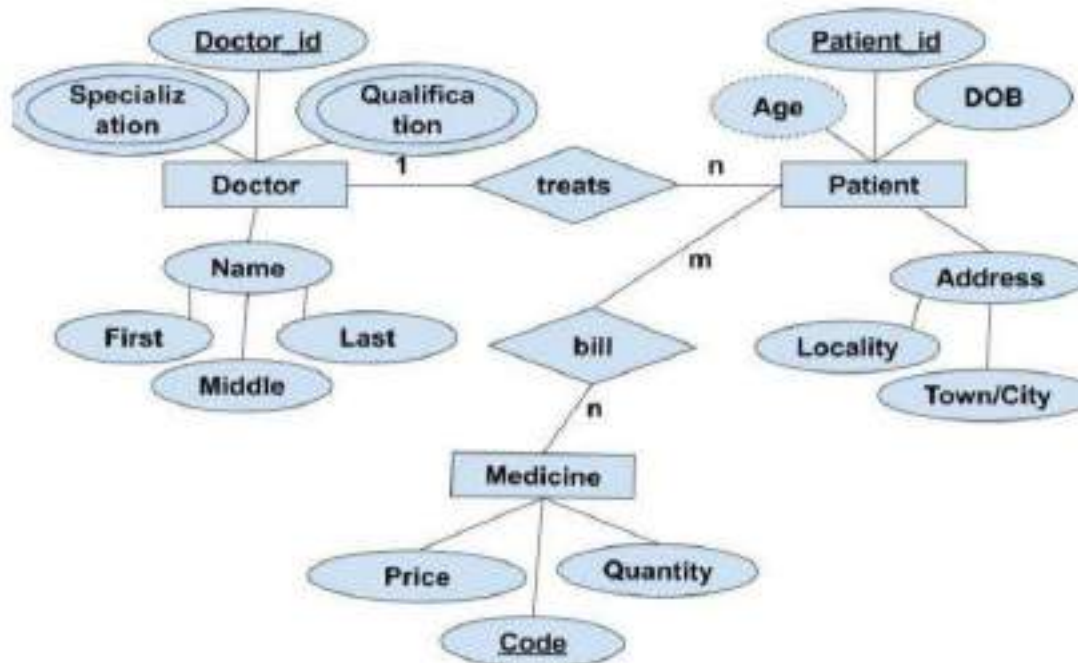 Doctor_id
Patient_id
Specializ
ation
Qualifica
tion
Age
DOB
Doctor
1
treats
n
Patient
Name
m
Address
First
Last
bill
Locality
Middle
n
Town/City
Medicine
Price
Quantity
Code